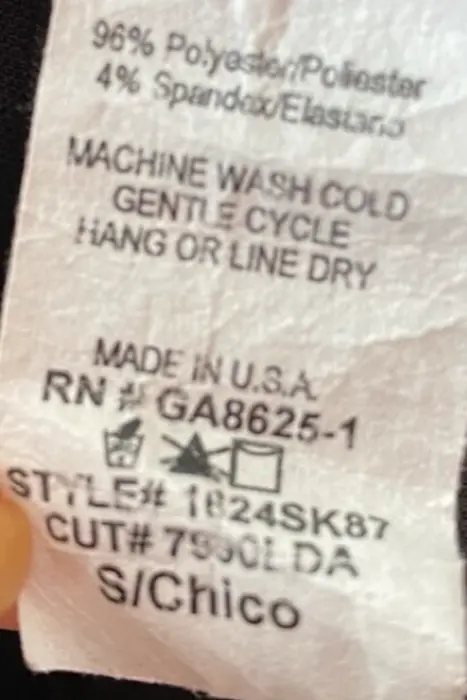 96% Polyester/Poliester
4% Spandex/Elastano
MACHINE WASH COLD
GENTLE CYCLE
HANG OR LINE DRY
MADE IN U.S.A.
RN # GA8625-1
STYLE# 1824SK87
CUT#
S/Chico